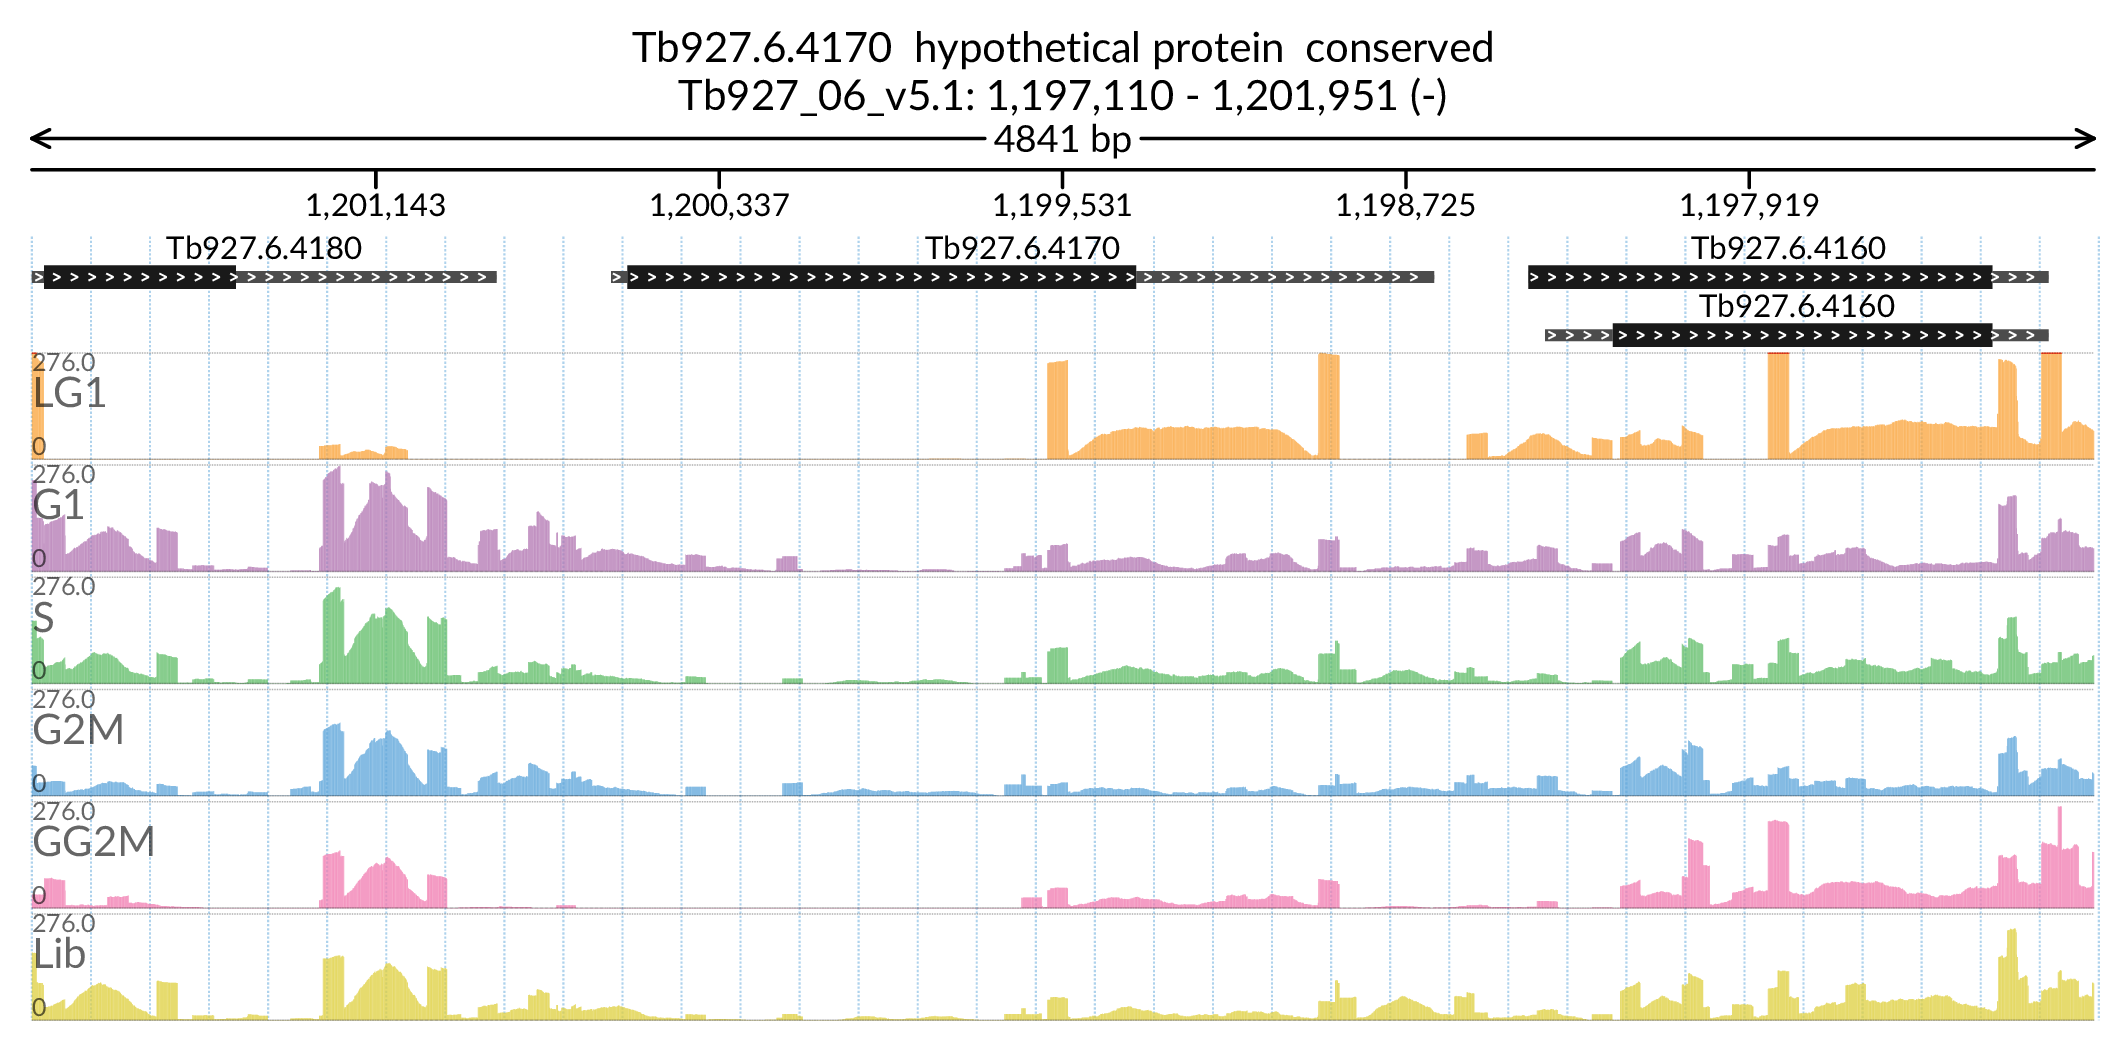 Tb927.6.4170 hypothetical protein conserved
Tb927_06_v5.1: 1,197,110 - 1,201,951 (-)
4841 bp
1,201,143 1,200,337 1,199,531 1,198,725 1,197,919
Tb927.6.4180 Tb927.6.4170 Tb927.6.4160
Tb927.6.4160
276.0
LG1
0
276.0
G1
0
276.0
S
0
276.0
G2M
0
276.0
GG2M
0
276.0
Lib
0